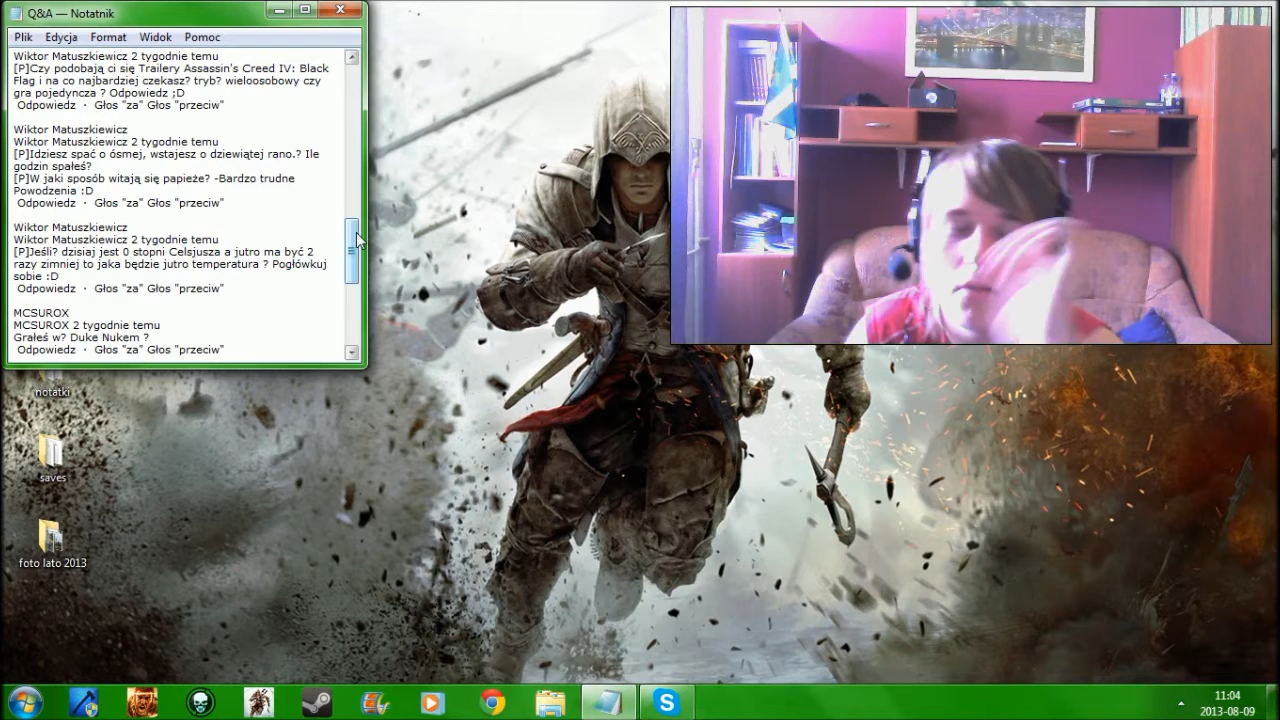 Q&A — Notatnik
Plik Edycja Format Widok Pomoc
Wiktor Matuszkiewicz 2 tygodnie temu
[P]Czy podobają ci się Trailery Assassin's Creed IV: Black
Flag i na co najbardziej czekasz? tryb? wieloosobowy czy
gra pojedyncza ? Odpowiedz ;D
Odpowiedz · Głos "za" Głos "przeciw"
Wiktor Matuszkiewicz
Wiktor Matuszkiewicz 2 tygodnie temu
[P]Idziesz spać o ósmej, wstajesz o dziewiątej rano.? Ile
godzin spałeś?
[P]W jaki sposób witają się papieże? -Bardzo trudne
Powodzenia :D
Odpowiedz · Głos "za" Głos "przeciw"
Wiktor Matuszkiewicz
Wiktor Matuszkiewicz 2 tygodnie temu
[P]Jeśli? dzisiaj jest 0 stopni Celsjusza a jutro ma być 2
razy zimniej to jaka będzie jutro temperatura ? Pogłówkuj
sobie :D
Odpowiedz · Głos "za" Głos "przeciw"
MCSUROX
MCSUROX 2 tygodnie temu
Grałeś w? Duke Nukem ?
Odpowiedz · Głos "za" Głos "przeciw"
notatki
saves
foto lato 2013
11:04
2013-08-09